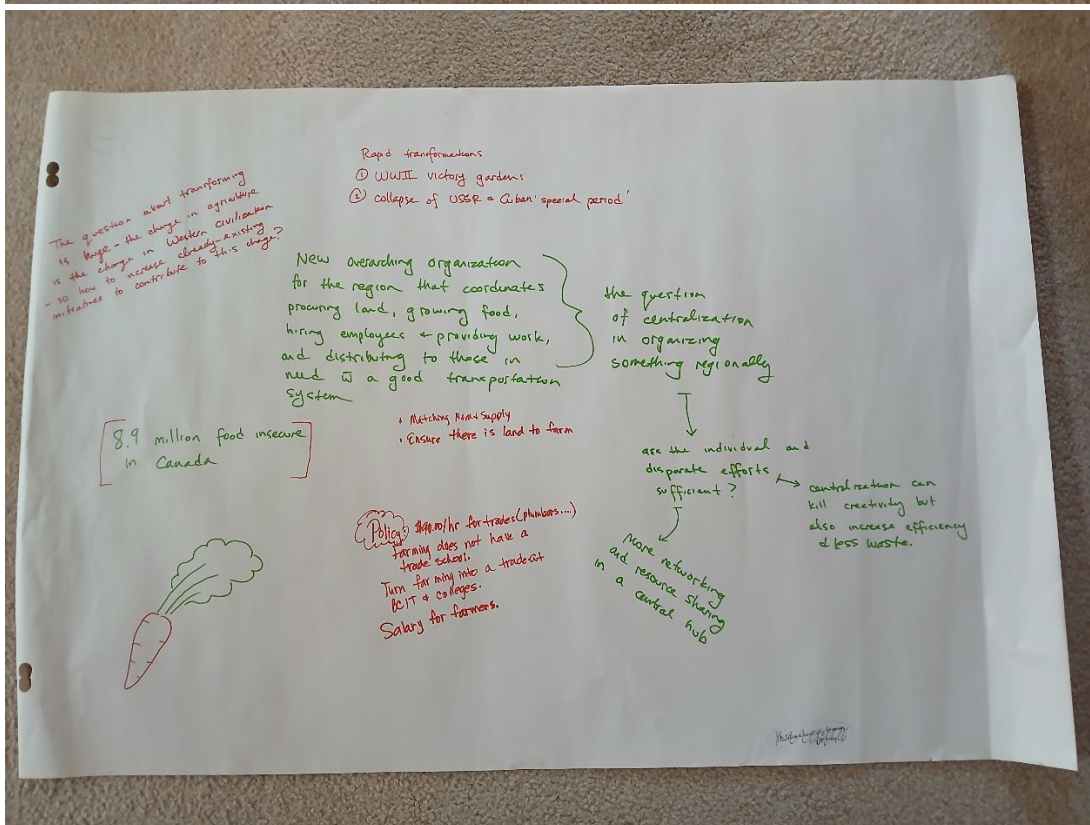 Rapid transformations
① WWII victory gardens
② collapse of USSR & Cuban 'special period'
The question about transforming
is huge - the change in agriculture
is the change in Western Civilization
- so how to increase already-existing
initiatives to contribute to this change?
New overarching organization
for the region that coordinates
procuring land, growing food,
hiring employees + providing work,
and distributing to those in
need w̄ a good transportation
system
the question
of centralization
in organizing
something regionally
• Matching Need & Supply
• Ensure there is land to farm
[8.9 million food insecure
in Canada]
are the individual and
disparate efforts
sufficient?
centralization can
kill creativity but
also increase efficiency
& less waste.
More networking
and resource sharing
in a central hub
Policy: /hr for trades (plumbers....)
farming does not have a
trade school.
Turn farming into a trade at
BCIT & colleges.
Salary for farmers.